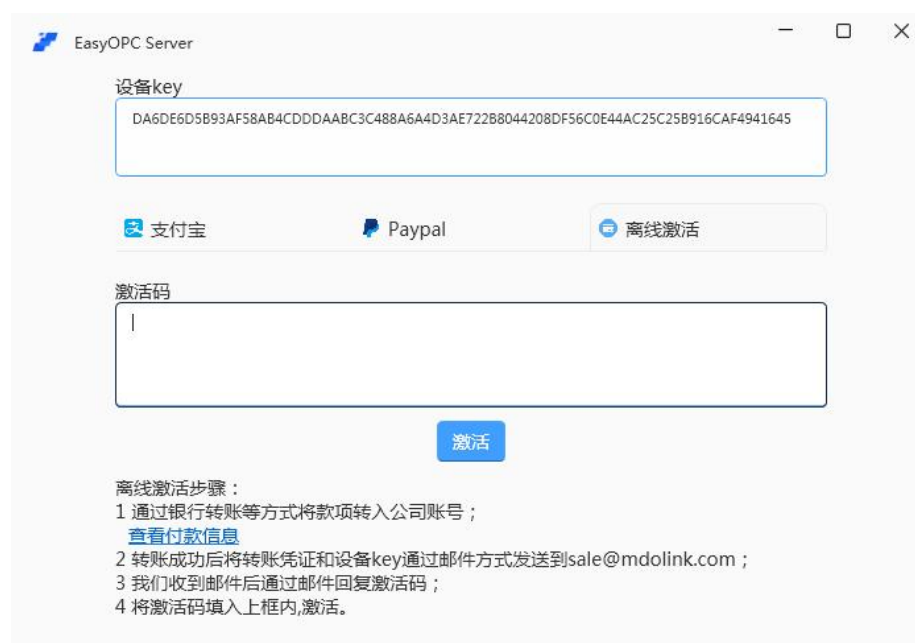 EasyOPC Server
设备key
DA6DE6D5B93AF58AB4CDDDAABC3C488A6A4D3AE722B8044208DF56C0E44AC25C25B916CAF4941645
支付宝
Paypal
离线激活
激活码
激活
离线激活步骤：
1 通过银行转账等方式将款项转入公司账号；
查看付款信息
2 转账成功后将转账凭证和设备key通过邮件方式发送到sale@mdolink.com；
3 我们收到邮件后通过邮件回复激活码；
4 将激活码填入上框内,激活。